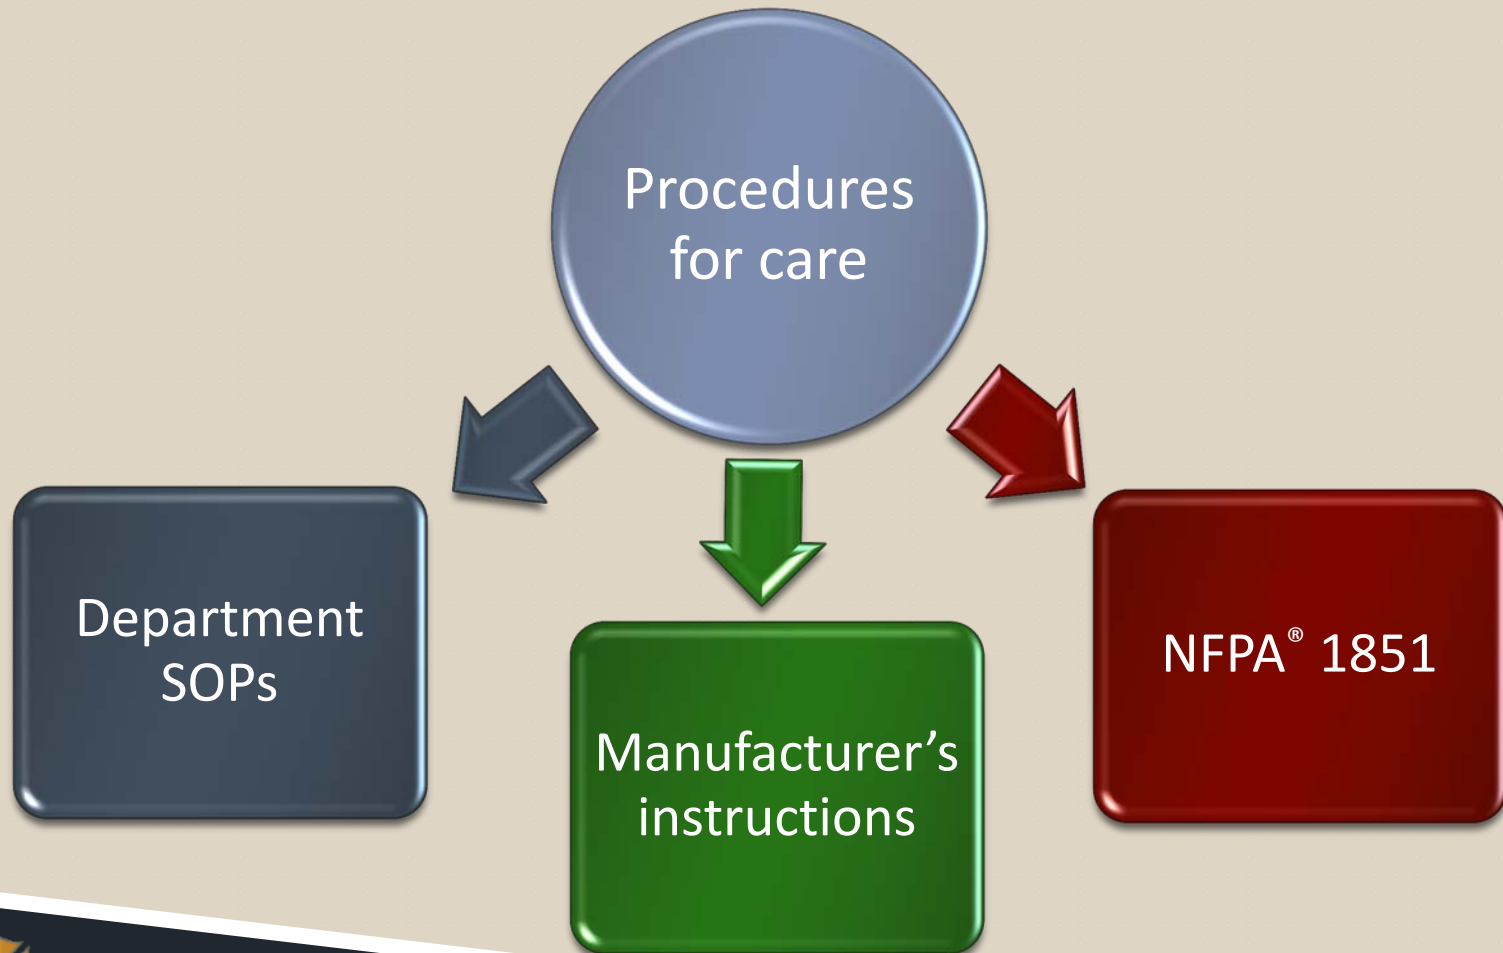 Procedures
for care
Department
SOPs
Manufacturer’s
instructions
NFPA® 1851